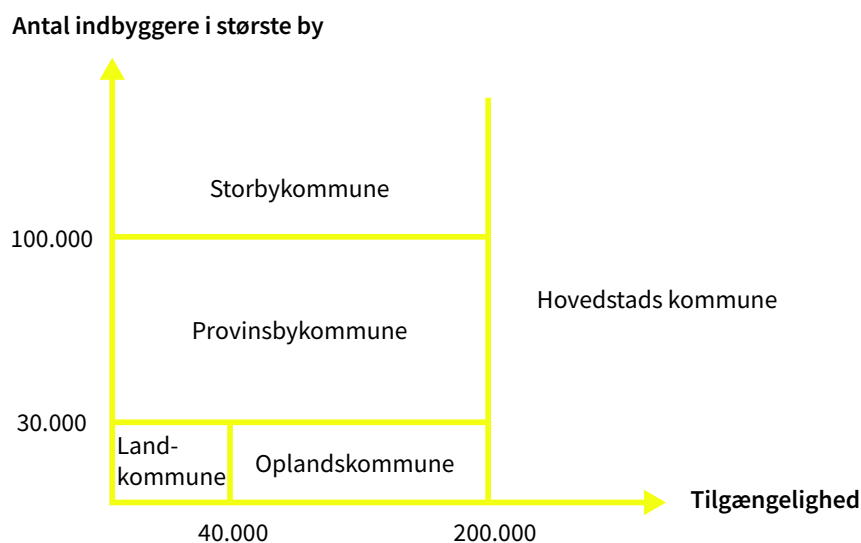 Antal indbyggere i største by
Storbykommune
100.000
Hovedstads kommune
Provinsbykommune
30.000
Land-
kommune
Oplandskommune
Tilgængelighed
40.000
200.000